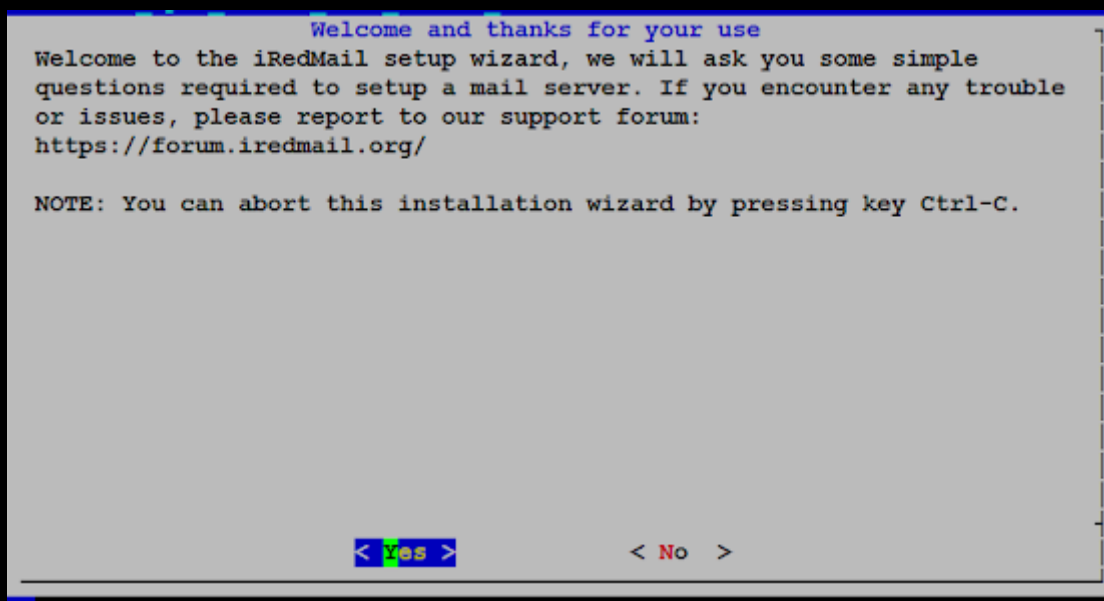 Welcome and thanks for your use
Welcome to the iRedMail setup wizard, we will ask you some simple
questions required to setup a mail server. If you encounter any trouble
or issues, please report to our support forum:
https://forum.iredmail.org/
NOTE: You can abort this installation wizard by pressing key Ctrl-C.
< Yes > < No >